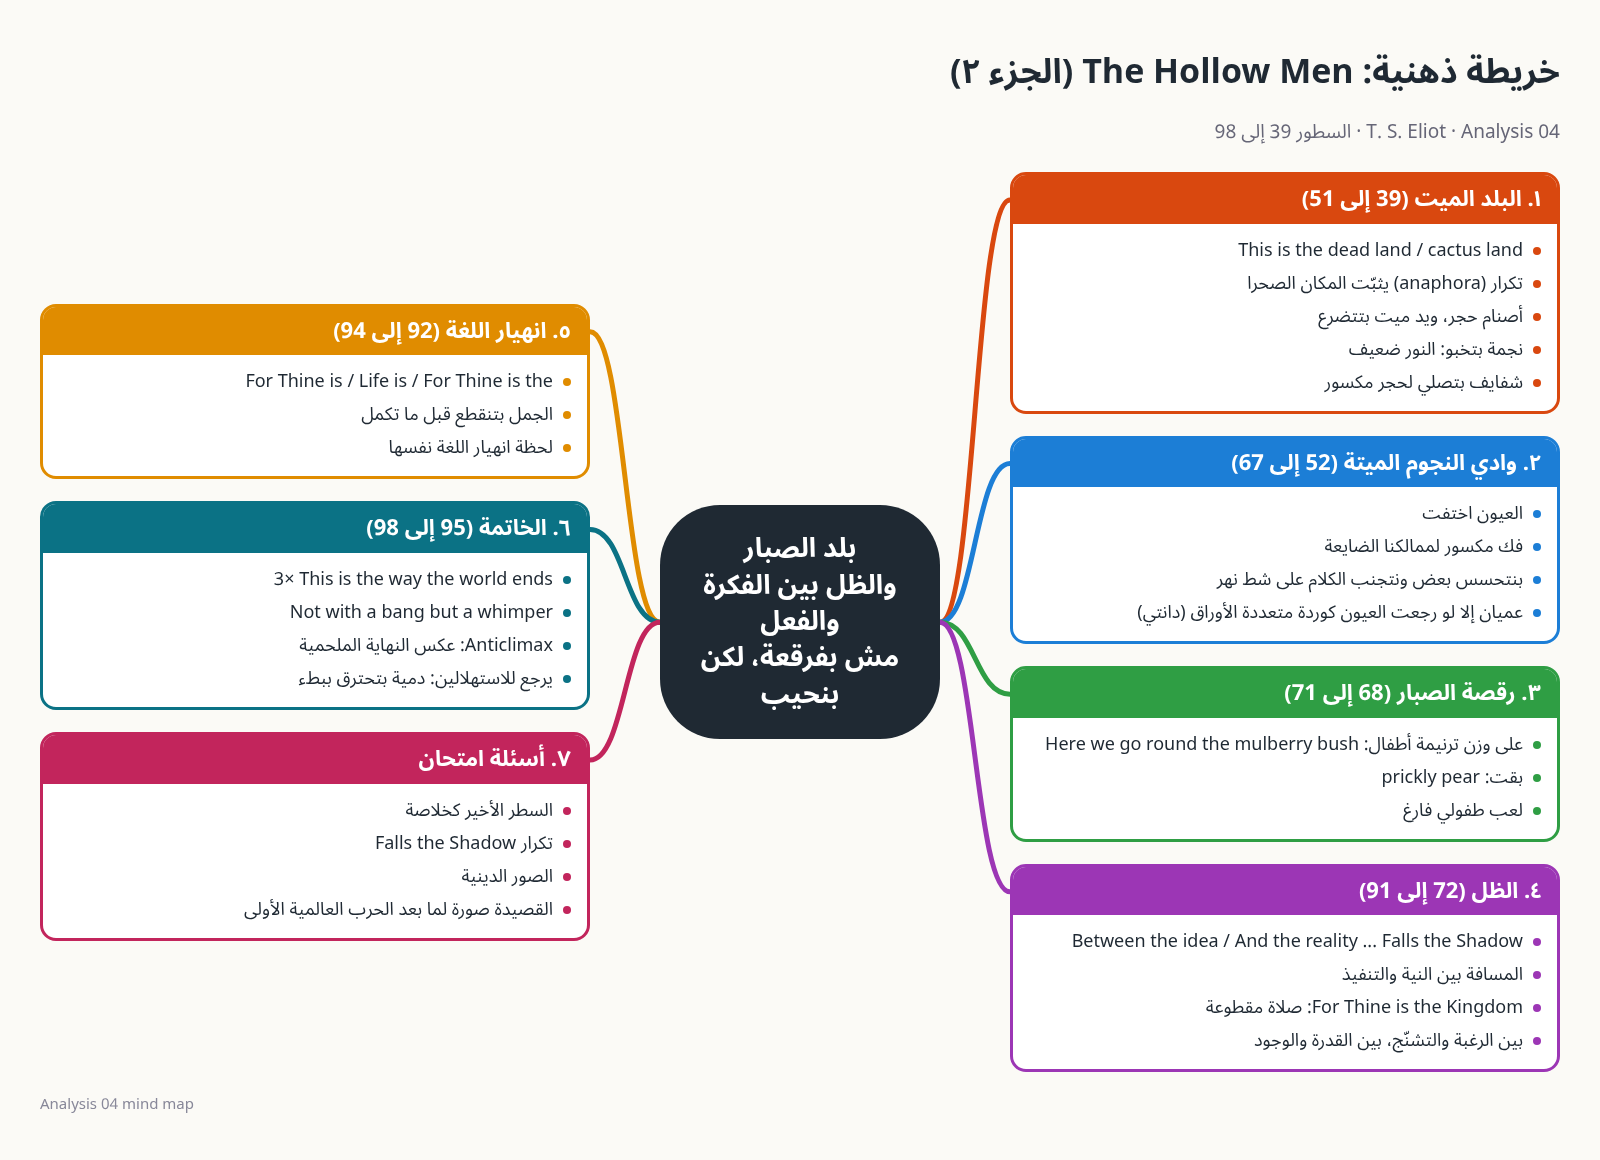 خريطة ذهنية: The Hollow Men (الجزء ٢)
T. S. Eliot · Analysis 04 · السطور 39 إلى 98
١. البلد الميت (39 إلى 51)
This is the dead land / cactus land
تكرار (anaphora) يثبّت المكان الصحرا
أصنام حجر، ويد ميت بتتضرع
نجمة بتخبو: النور ضعيف
شفايف بتصلي لحجر مكسور
٢. وادي النجوم الميتة (52 إلى 67)
العيون اختفت
فك مكسور لممالكنا الضايعة
بنتحسس بعض ونتجنب الكلام على شط نهر
عميان إلا لو رجعت العيون كوردة متعددة الأوراق (دانتي)
٣. رقصة الصبار (68 إلى 71)
على وزن ترنيمة أطفال: Here we go round the mulberry bush
بقت: prickly pear
لعب طفولي فارغ
٤. الظل (72 إلى 91)
Between the idea / And the reality ... Falls the Shadow
المسافة بين النية والتنفيذ
For Thine is the Kingdom: صلاة مقطوعة
بين الرغبة والتشنّج، بين القدرة والوجود
بلد الصبار
والظل بين الفكرة
والفعل
مش بفرقعة، لكن
بنحيب
٥. انهيار اللغة (92 إلى 94)
For Thine is / Life is / For Thine is the
الجمل بتنقطع قبل ما تكمل
لحظة انهيار اللغة نفسها
٦. الخاتمة (95 إلى 98)
3× This is the way the world ends
Not with a bang but a whimper
Anticlimax: عكس النهاية الملحمية
يرجع للاستهلالين: دمية بتحترق ببطء
٧. أسئلة امتحان
السطر الأخير كخلاصة
تكرار Falls the Shadow
الصور الدينية
القصيدة صورة لما بعد الحرب العالمية الأولى
Analysis 04 mind map